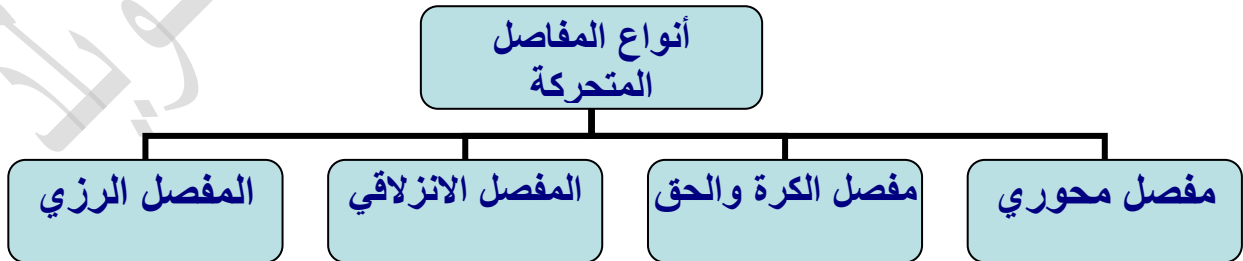 أنواع المفاصل
المتحركة
مفصل محوري
مفصل الكرة والحق
المفصل الانزلاقي
المفصل الرزي